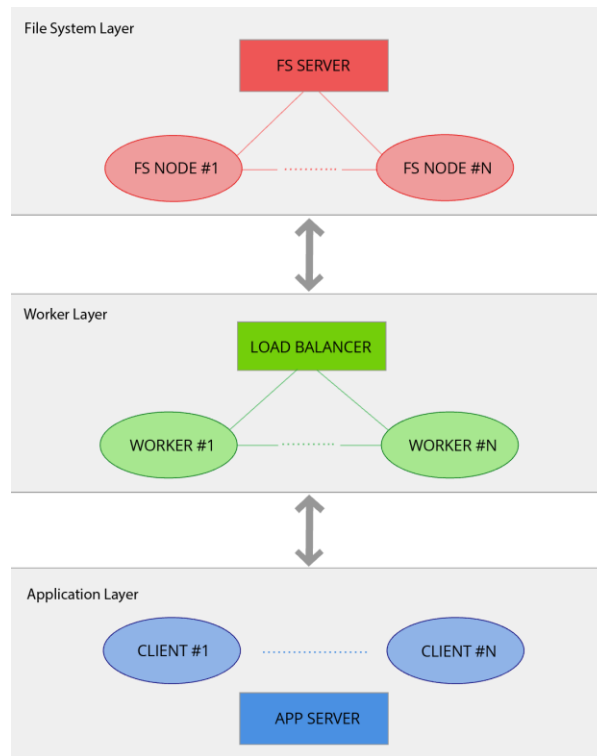 File System Layer
FS SERVER
FS NODE #1
FS NODE #N
Worker Layer
LOAD BALANCER
WORKER #1
WORKER #N
Application Layer
CLIENT #1
CLIENT #N
APP SERVER